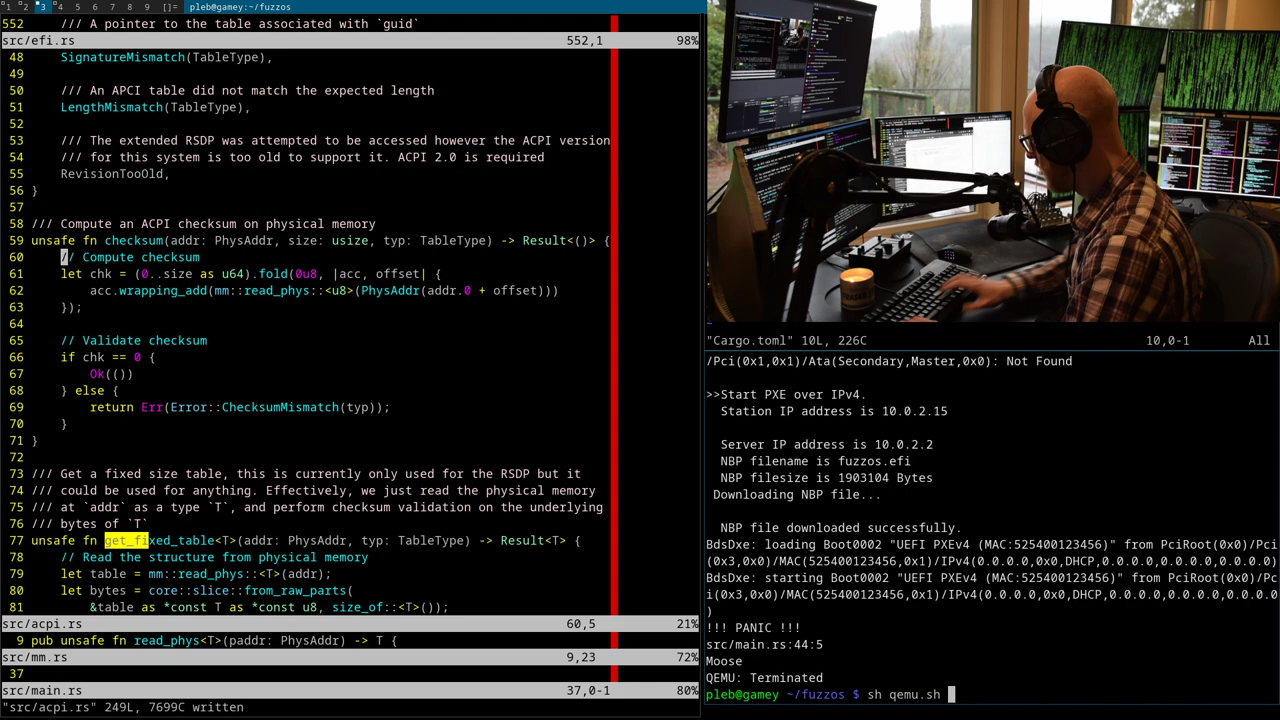 1 2 3 4 5 6 7 8 9 []= pleb@gamey:~/fuzzos
552 /// A pointer to the table associated with `guid`
src/efi.rs 552,1 98%
48 SignatureMismatch(TableType),
49
50 /// An APCI table did not match the expected length
51 LengthMismatch(TableType),
52
53 /// The extended RSDP was attempted to be accessed however the ACPI version
54 /// for this system is too old to support it. ACPI 2.0 is required
55 RevisionTooOld,
56 }
57
58 /// Compute an ACPI checksum on physical memory
59 unsafe fn checksum(addr: PhysAddr, size: usize, typ: TableType) -> Result<()> {
60 // Compute checksum
61 let chk = (0..size as u64).fold(0u8, |acc, offset| {
62 acc.wrapping_add(mm::read_phys::<u8>(PhysAddr(addr.0 + offset)))
63 });
64
65 // Validate checksum
66 if chk == 0 {
67 Ok(())
68 } else {
69 return Err(Error::ChecksumMismatch(typ));
70 }
71 }
72
73 /// Get a fixed size table, this is currently only used for the RSDP but it
74 /// could be used for anything. Effectively, we just read the physical memory
75 /// at `addr` as a type `T`, and perform checksum validation on the underlying
76 /// bytes of `T`
77 unsafe fn get_fixed_table<T>(addr: PhysAddr, typ: TableType) -> Result<T> {
78 // Read the structure from physical memory
79 let table = mm::read_phys::<T>(addr);
80 let bytes = core::slice::from_raw_parts(
81 &table as *const T as *const u8, size_of::<T>());
src/acpi.rs 60,5 21%
9 pub unsafe fn read_phys<T>(paddr: PhysAddr) -> T {
src/mm.rs 9,23 72%
37
src/main.rs 37,0-1 80%
"src/acpi.rs" 249L, 7699C written
~
"Cargo.toml" 10L, 226C 10,0-1 All
/Pci(0x1,0x1)/Ata(Secondary,Master,0x0): Not Found
>>Start PXE over IPv4.
Station IP address is 10.0.2.15
Server IP address is 10.0.2.2
NBP filename is fuzzos.efi
NBP filesize is 1903104 Bytes
Downloading NBP file...
NBP file downloaded successfully.
BdsDxe: loading Boot0002 "UEFI PXEv4 (MAC:525400123456)" from PciRoot(0x0)/Pci
(0x3,0x0)/MAC(525400123456,0x1)/IPv4(0.0.0.0,0x0,DHCP,0.0.0.0,0.0.0.0,0.0.0.0)
BdsDxe: starting Boot0002 "UEFI PXEv4 (MAC:525400123456)" from PciRoot(0x0)/Pc
i(0x3,0x0)/MAC(525400123456,0x1)/IPv4(0.0.0.0,0x0,DHCP,0.0.0.0,0.0.0.0,0.0.0.0
)
!!! PANIC !!!
src/main.rs:44:5
Moose
QEMU: Terminated
pleb@gamey ~/fuzzos $ sh qemu.sh